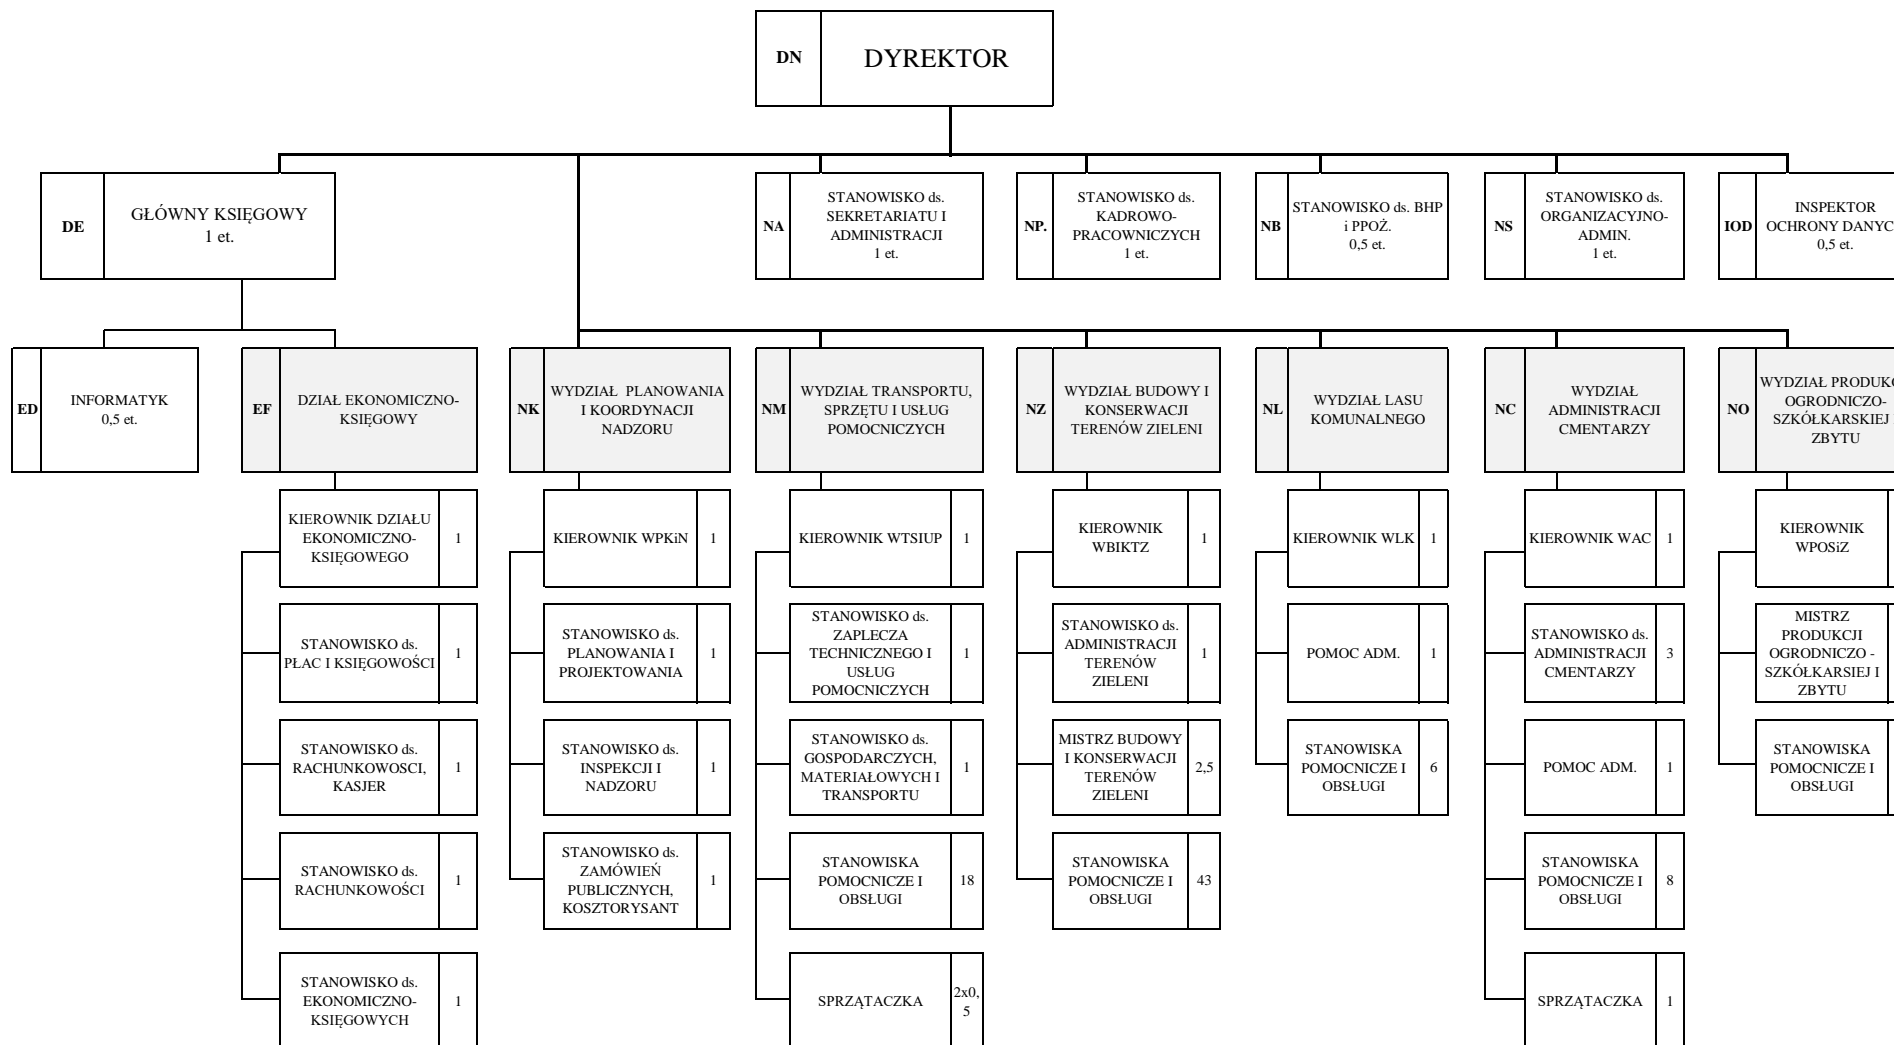 DN
DYREKTOR
DE
GŁÓWNY KSIĘGOWY
1 et.
NA
STANOWISKO ds.
SEKRETARIATU I
ADMINISTRACJI
1 et.
NP.
STANOWISKO ds.
KADROWO-
PRACOWNICZYCH
1 et.
NB
STANOWISKO ds. BHP
i PPOŻ.
0,5 et.
NS
STANOWISKO ds.
ORGANIZACYJNO-
ADMIN.
1 et.
IOD
INSPEKTOR
OCHRONY DANYC
0,5 et.
ED
INFORMATYK
0,5 et.
EF
DZIAŁ EKONOMICZNO-
KSIĘGOWY
NK
WYDZIAŁ PLANOWANIA
I KOORDYNACJI
NADZORU
NM
WYDZIAŁ TRANSPORTU,
SPRZĘTU I USŁUG
POMOCNICZYCH
NZ
WYDZIAŁ BUDOWY I
KONSERWACJI
TERENÓW ZIELENI
NL
WYDZIAŁ LASU
KOMUNALNEGO
NC
WYDZIAŁ
ADMINISTRACJI
CMENTARZY
NO
WYDZIAŁ PRODUK
OGRODNICZO-
SZKÓŁKARSKIEJ
ZBYTU
KIEROWNIK DZIAŁU
EKONOMICZNO-
KSIĘGOWEGO
1
STANOWISKO ds.
PŁAC I KSIĘGOWOŚCI
1
STANOWISKO ds.
RACHUNKOWOSCI,
KASJER
1
STANOWISKO ds.
RACHUNKOWOŚCI
1
STANOWISKO ds.
EKONOMICZNO-
KSIĘGOWYCH
1
KIEROWNIK WPKiN
1
STANOWISKO ds.
PLANOWANIA I
PROJEKTOWANIA
1
STANOWISKO ds.
INSPEKCJI I
NADZORU
1
STANOWISKO ds.
ZAMÓWIEŃ
PUBLICZNYCH,
KOSZTORYSANT
1
KIEROWNIK WTSIUP
1
STANOWISKO ds.
ZAPLECZA
TECHNICZNEGO I
USŁUG
POMOCNICZYCH
1
STANOWISKO ds.
GOSPODARCZYCH,
MATERIAŁOWYCH I
TRANSPORTU
1
STANOWISKA
POMOCNICZE I
OBSŁUGI
18
SPRZĄTACZKA
2x0,
5
KIEROWNIK
WBIKTZ
1
STANOWISKO ds.
ADMINISTRACJI
TERENÓW
ZIELENI
1
MISTRZ BUDOWY
I KONSERWACJI
TERENÓW
ZIELENI
2,5
STANOWISKA
POMOCNICZE I
OBSŁUGI
43
KIEROWNIK WLK
1
POMOC ADM.
1
STANOWISKA
POMOCNICZE I
OBSŁUGI
6
KIEROWNIK WAC
1
STANOWISKO ds.
ADMINISTRACJI
CMENTARZY
3
POMOC ADM.
1
STANOWISKA
POMOCNICZE I
OBSŁUGI
8
SPRZĄTACZKA
1
KIEROWNIK
WPOSiZ
MISTRZ
PRODUKCJI
OGRODNICZO -
SZKÓŁKARSIEJ I
ZBYTU
STANOWISKA
POMOCNICZE I
OBSŁUGI